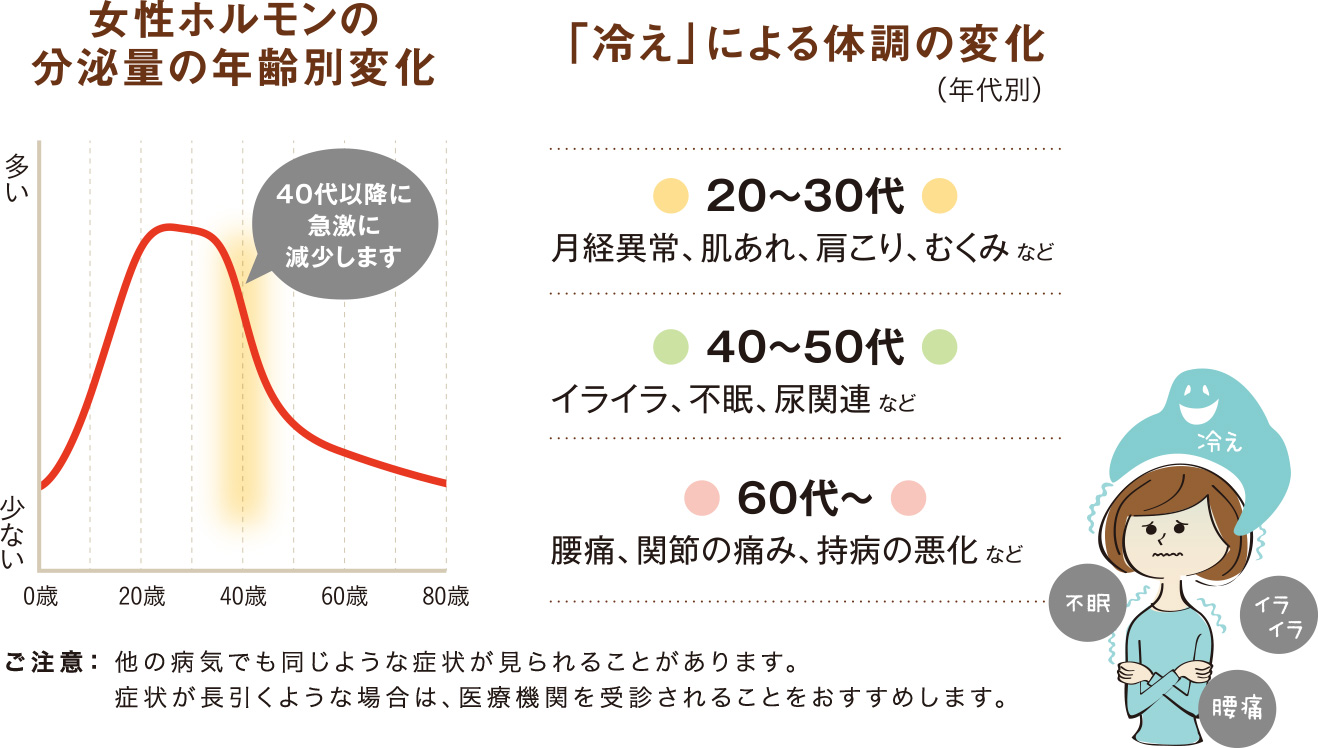 女性ホルモンの
分泌量の年齢別変化
多い
少ない
40代以降に
急激に
減少します
0歳 20歳 40歳 60歳 80歳
「冷え」による体調の変化
（年代別）
20〜30代
月経異常、肌あれ、肩こり、むくみ など
40〜50代
イライラ、不眠、尿関連 など
60代〜
腰痛、関節の痛み、持病の悪化 など
冷え
不眠
イラ
イラ
腰痛
ご注意： 他の病気でも同じような症状が見られることがあります。
症状が長引くような場合は、医療機関を受診されることをおすすめします。